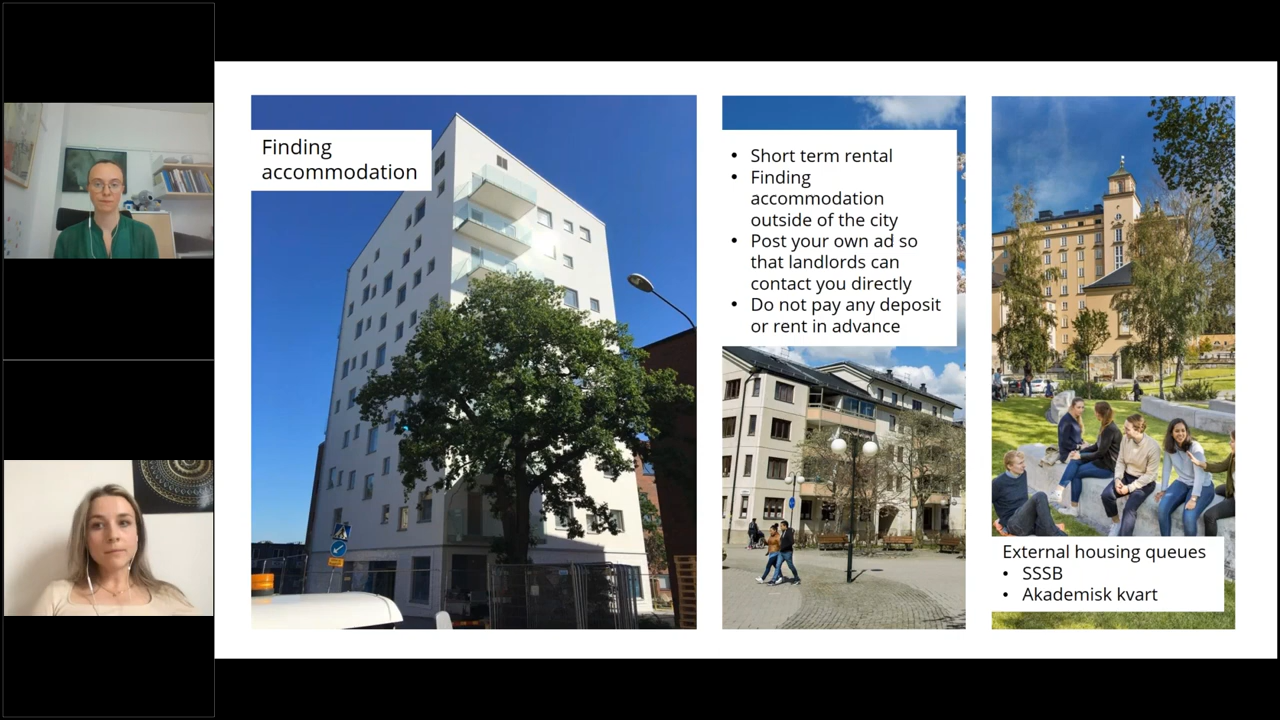 Finding
accommodation
• Short term rental
• Finding
accommodation
outside of the city
• Post your own ad so
that landlords can
contact you directly
• Do not pay any deposit
or rent in advance
External housing queues
• SSSB
• Akademisk kvart